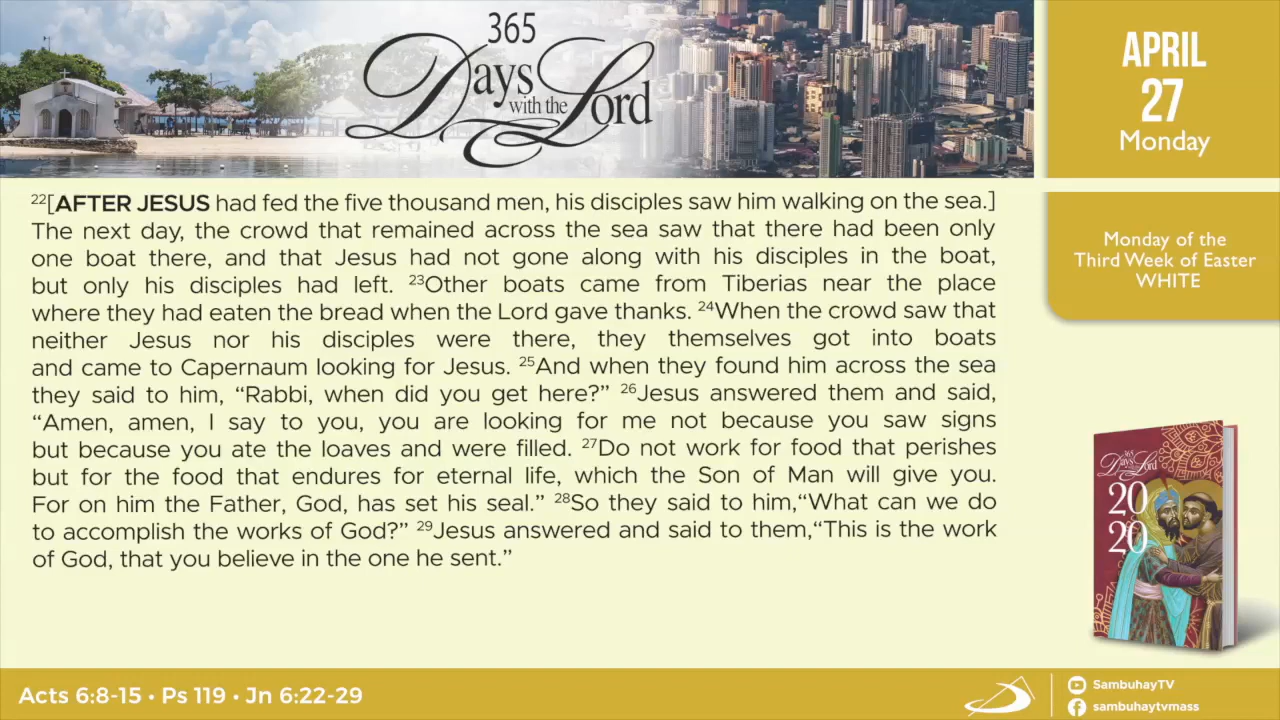 365
Days with the Lord
APRIL
27
Monday
Monday of the
Third Week of Easter
WHITE
²²[AFTER JESUS had fed the five thousand men, his disciples saw him walking on the sea.]
The next day, the crowd that remained across the sea saw that there had been only
one boat there, and that Jesus had not gone along with his disciples in the boat,
but only his disciples had left. ²³Other boats came from Tiberias near the place
where they had eaten the bread when the Lord gave thanks. ²⁴When the crowd saw that
neither Jesus nor his disciples were there, they themselves got into boats
and came to Capernaum looking for Jesus. ²⁵And when they found him across the sea
they said to him, “Rabbi, when did you get here?” ²⁶Jesus answered them and said,
“Amen, amen, I say to you, you are looking for me not because you saw signs
but because you ate the loaves and were filled. ²⁷Do not work for food that perishes
but for the food that endures for eternal life, which the Son of Man will give you.
For on him the Father, God, has set his seal.” ²⁸So they said to him,“What can we do
to accomplish the works of God?” ²⁹Jesus answered and said to them,“This is the work
of God, that you believe in the one he sent.”
365
Days with the Lord
20
20
Acts 6:8-15 • Ps 119 • Jn 6:22-29
SambuhayTV
sambuhaytvmass